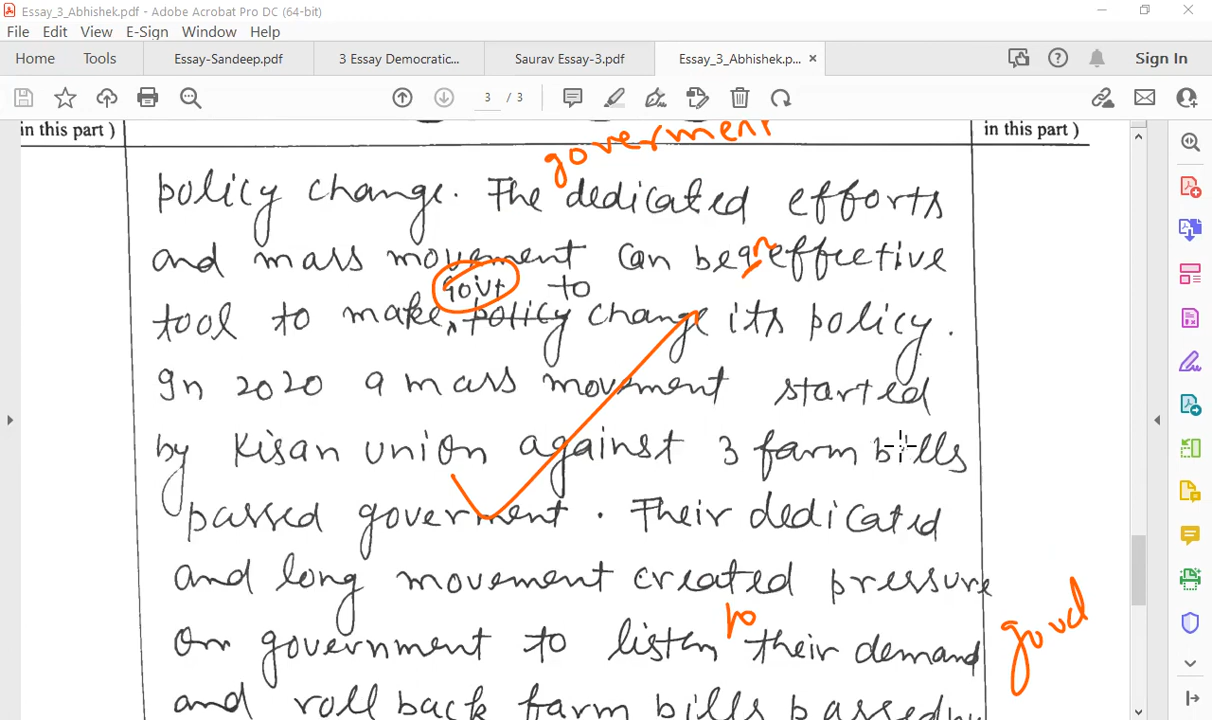 Essay_3_Abhishek.pdf - Adobe Acrobat Pro DC (64-bit)
File Edit View E-Sign Window Help
Home Tools Essay-Sandeep.pdf 3 Essay Democratic... Saurav Essay-3.pdf Essay_3_Abhishek.p... × Sign In
3 / 3
in this part ) in this part )
goverment
policy change. The dedicated efforts
and mass movement can be a n effective
govt to
tool to make policy change its policy.
In 2020 a mass movement started
by Kisan union against 3 farm bills
passed goverment. Their dedicated
and long movement created pressure
to
on government to listen their demand
good
and roll back farm bills passed by